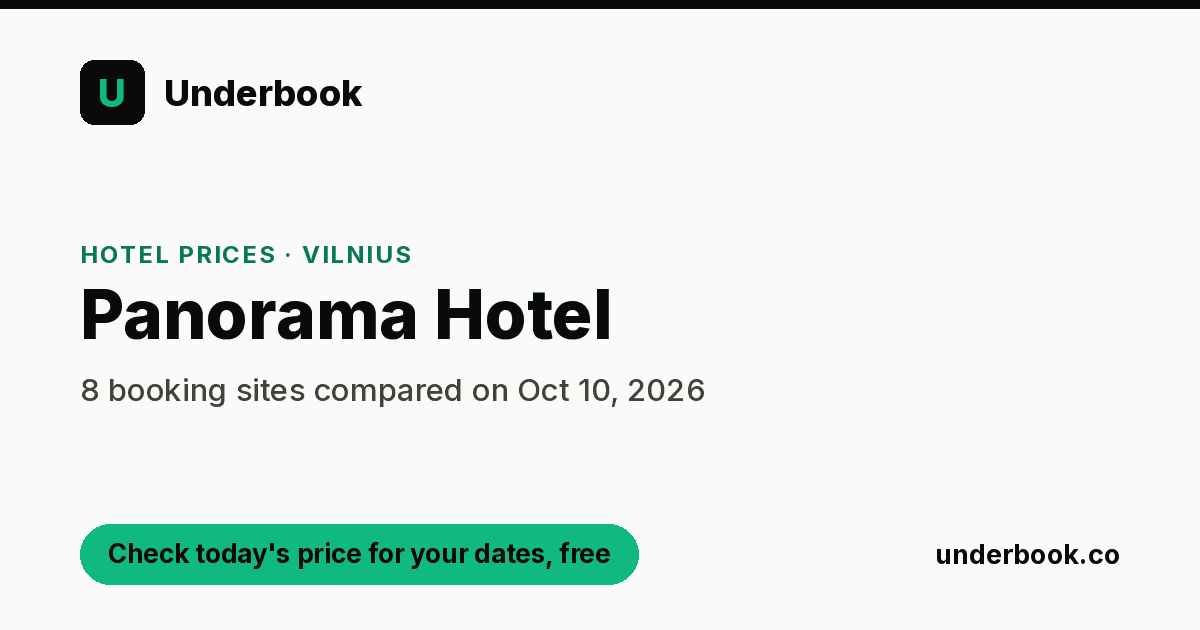 U Underbook
HOTEL PRICES · VILNIUS
Panorama Hotel
8 booking sites compared on Oct 10, 2026
Check today's price for your dates, free
underbook.co